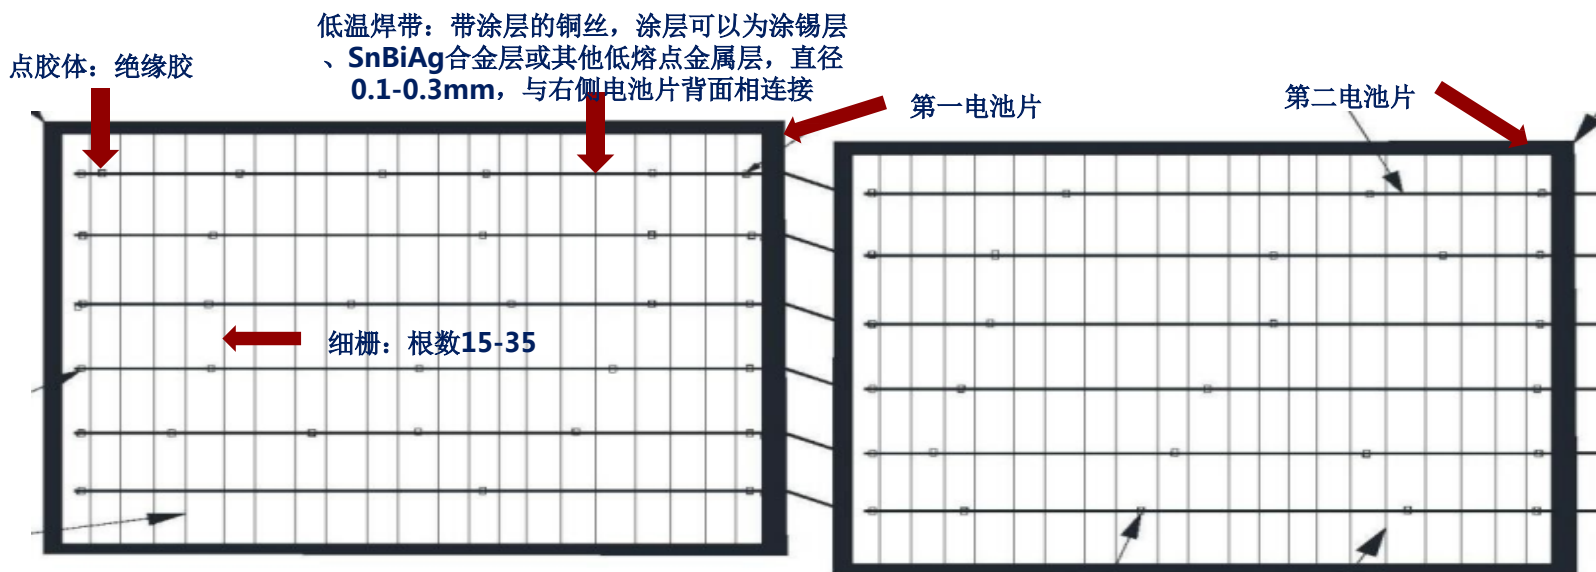 低温焊带：带涂层的铜丝，涂层可以为涂锡层
、SnBiAg合金层或其他低熔点金属层，直径
0.1-0.3mm，与右侧电池片背面相连接
点胶体：绝缘胶
第一电池片
第二电池片
细栅：根数15-35